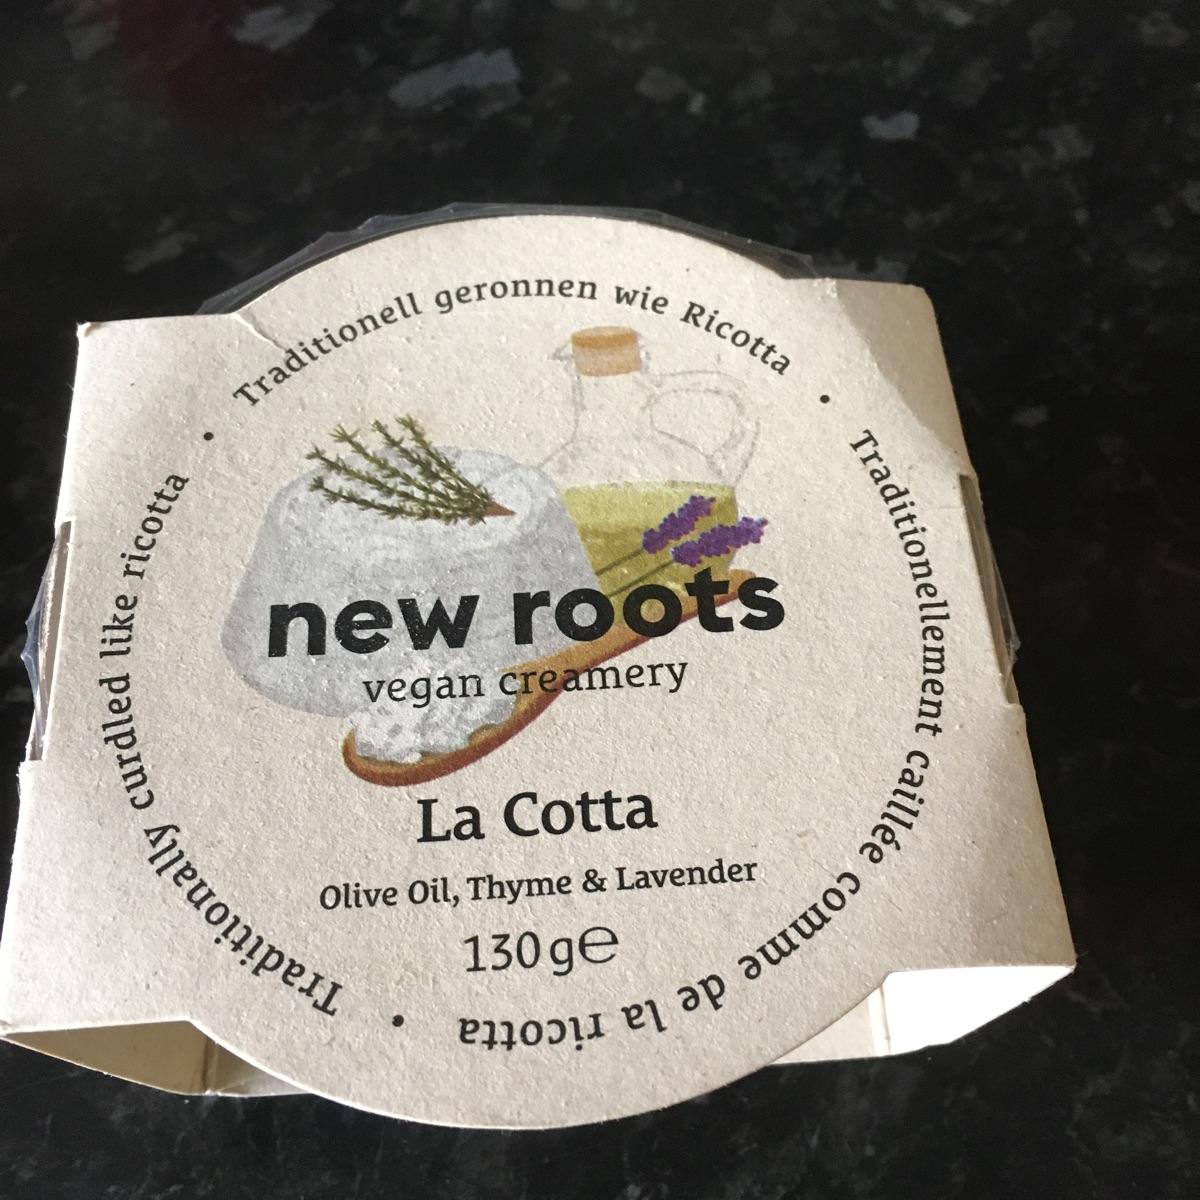 Traditionell geronnen wie Ricotta •
Traditionellement caillée comme de la ricotta •
Traditionally curdled like ricotta •
new roots
vegan creamery
La Cotta
Olive Oil, Thyme & Lavender
130 g℮